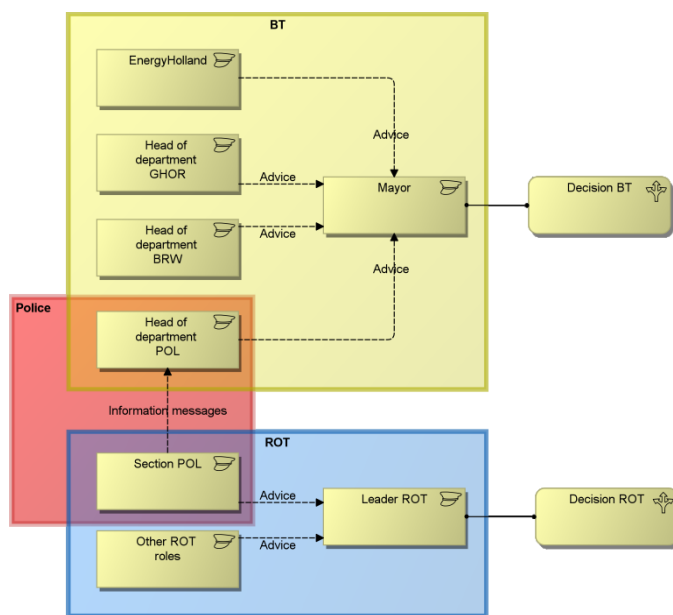 BT
EnergyHolland
Advice
Head of
department
GHOR
Advice
Mayor
Decision BT
Head of
department
BRW
Advice
Advice
Police
Head of
department
POL
Information messages
ROT
Section POL
Advice
Leader ROT
Decision ROT
Other ROT
roles
Advice